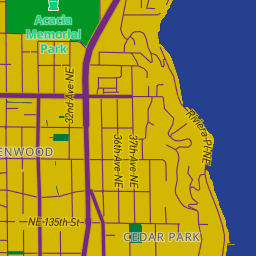 Acacia
Memorial
Park
32nd Ave NE
Riviera Pl NE
36th Ave NE
37th Ave NE
ENWOOD
NE 135th St
CEDAR PARK